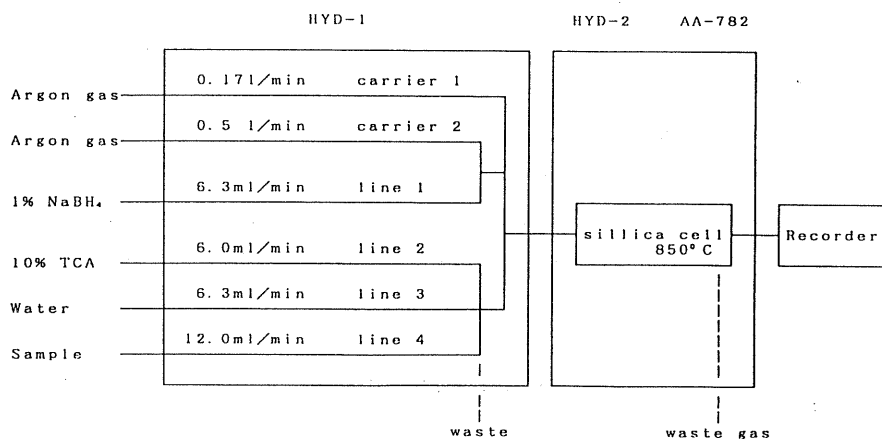 HYD-1 HYD-2 AA-782
0.17l/min carrier 1
Argon gas
0.5 l/min carrier 2
Argon gas
6.3ml/min line 1
1% NaBH₄
sillica cell Recorder
850°C
6.0ml/min line 2
10% TCA
6.3ml/min line 3
Water
12.0ml/min line 4
Sample
waste waste gas